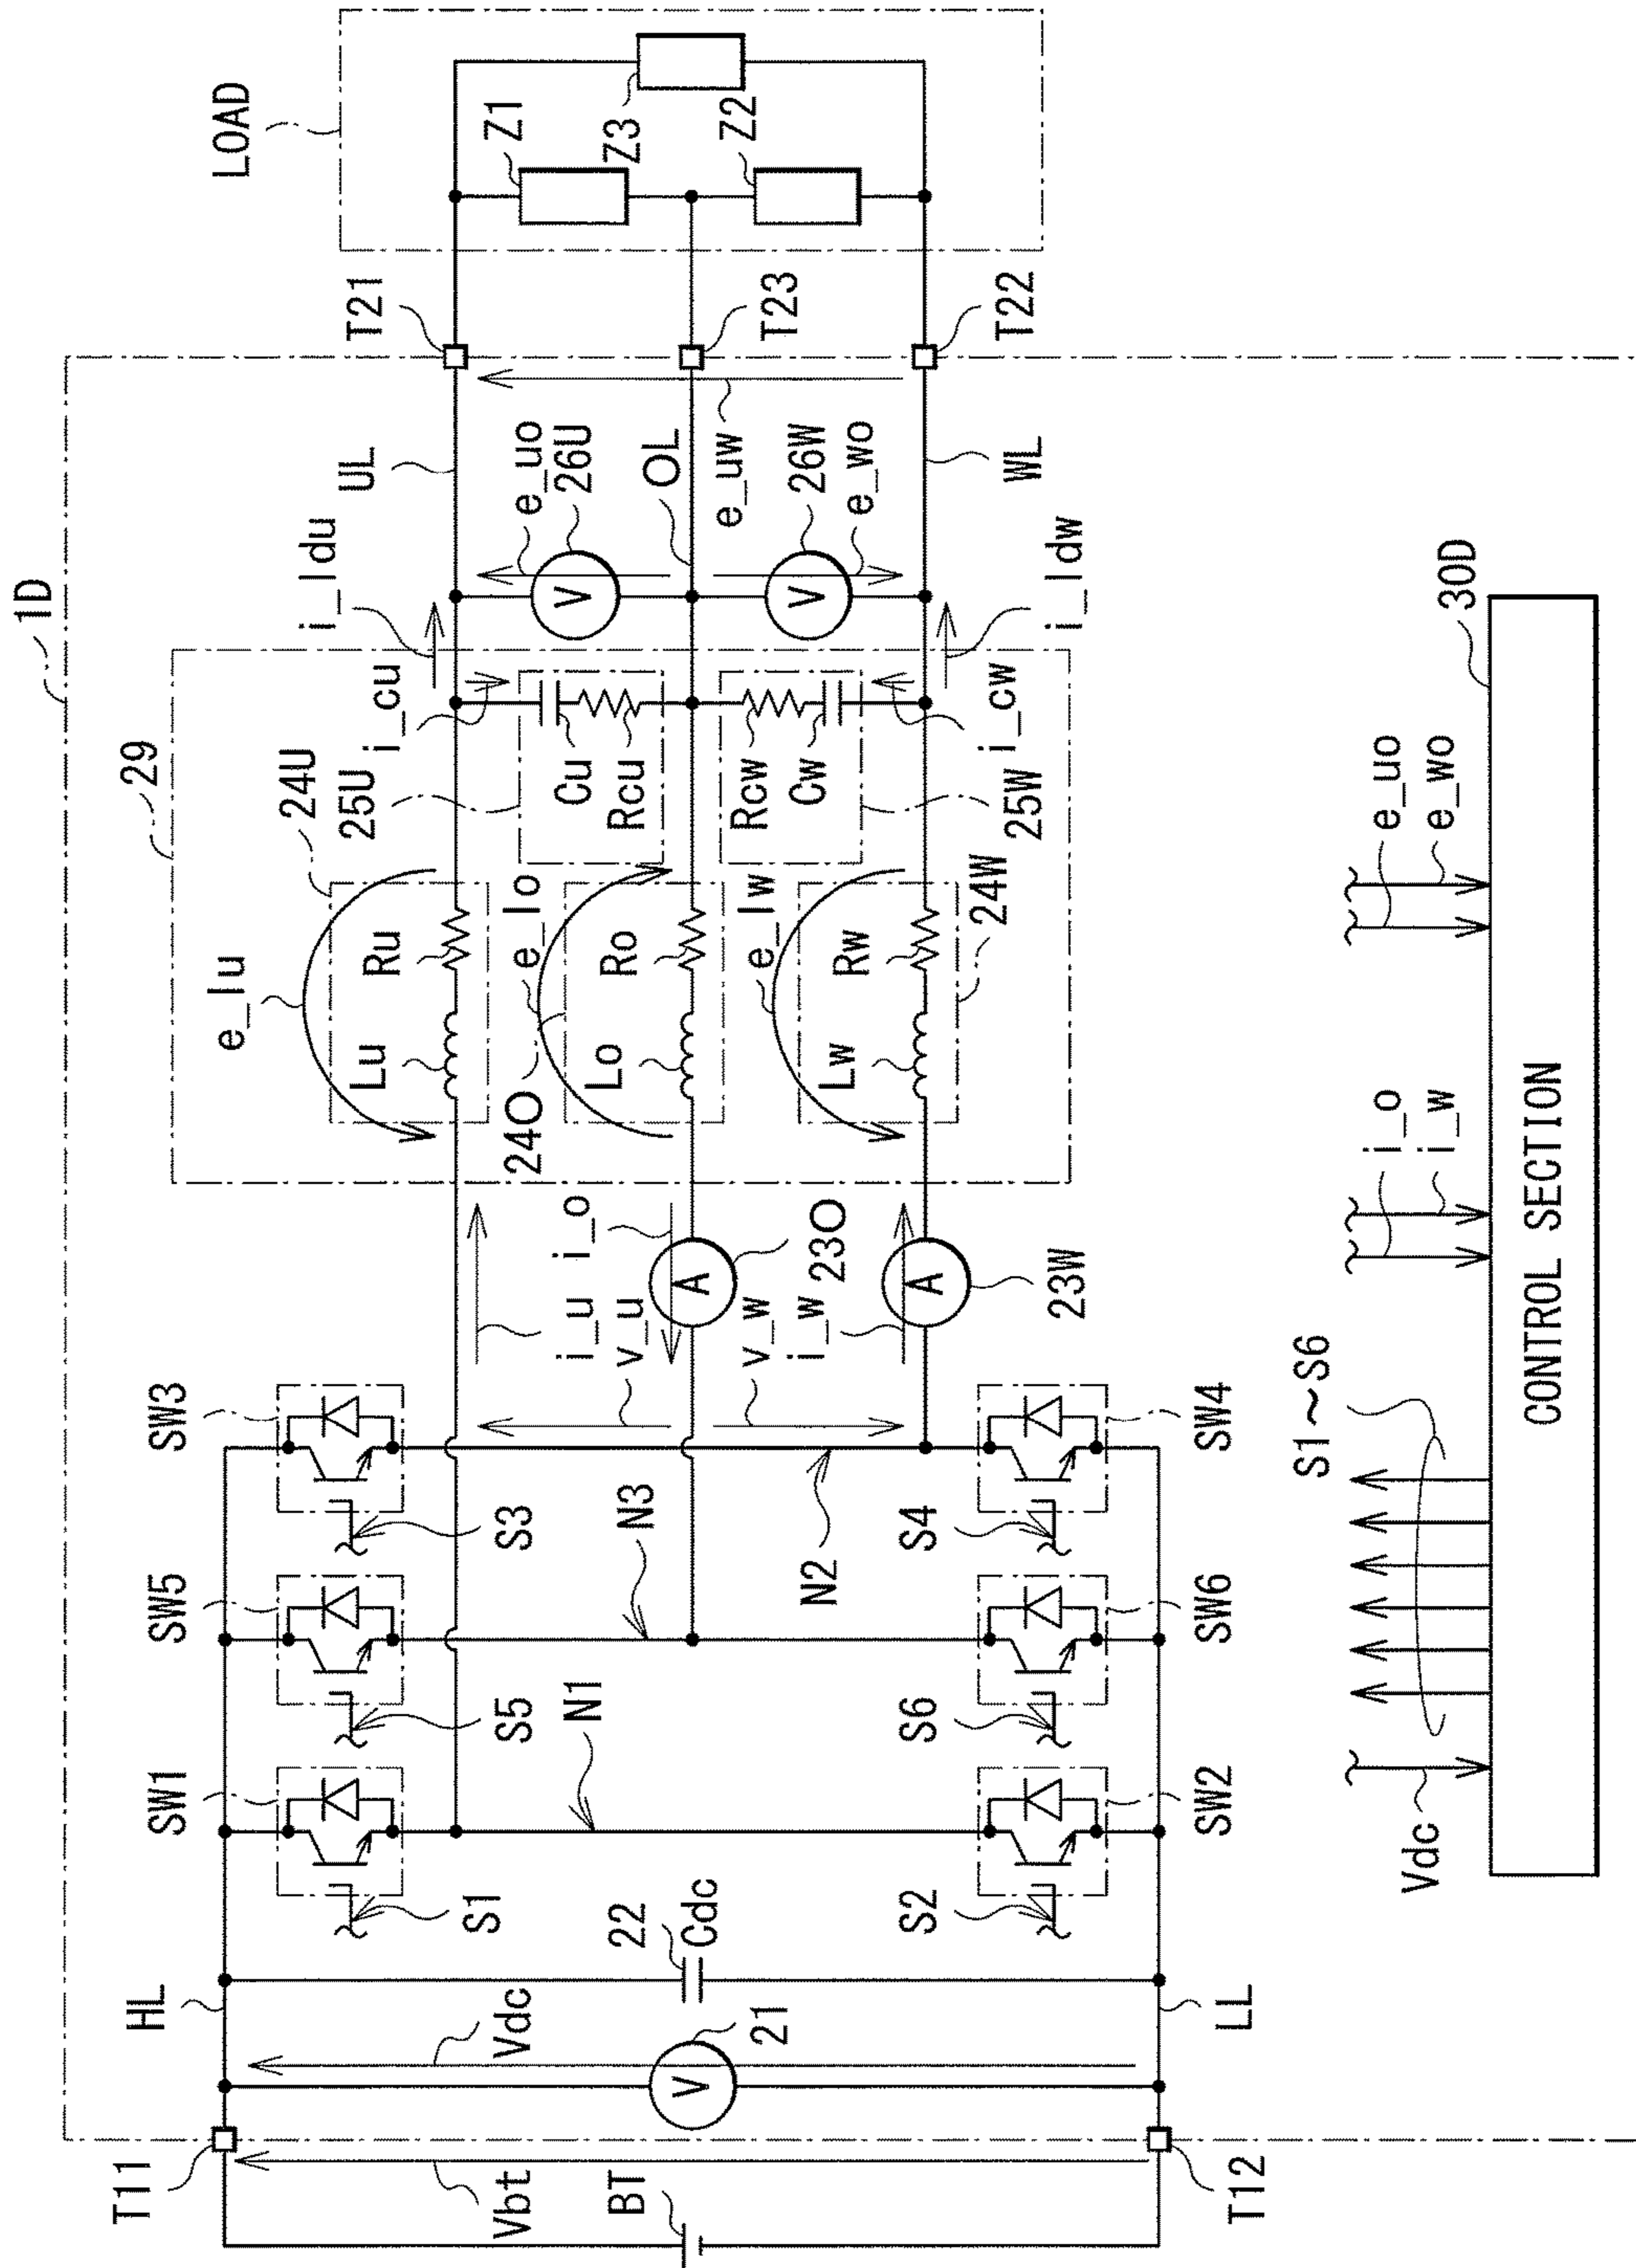 1D
LOAD
29
24U
25U
e_lu
i_cu
i_ldu
UL
T21
Z1
Z3
Z2
T11
HL
SW1
SW5
SW3
Lu
Ru
Cu
Rcu
e_uo
26U
V
S1
S5
S3
N1
N3
N2
i_u
i_o
v_u
v_w
i_w
24O
e_lo
Lo
Ro
OL
T23
e_uw
Vbt
Vdc
BT
V
21
22
Cdc
A
23O
A
23W
Lw
Rw
e_lw
Rcw
Cw
25W
24W
V
26W
e_wo
i_cw
i_ldw
WL
T22
S2
S6
S4
SW2
SW6
SW4
LL
T12
Vdc
S1~S6
i_o
i_w
e_uo
e_wo
30D
CONTROL SECTION